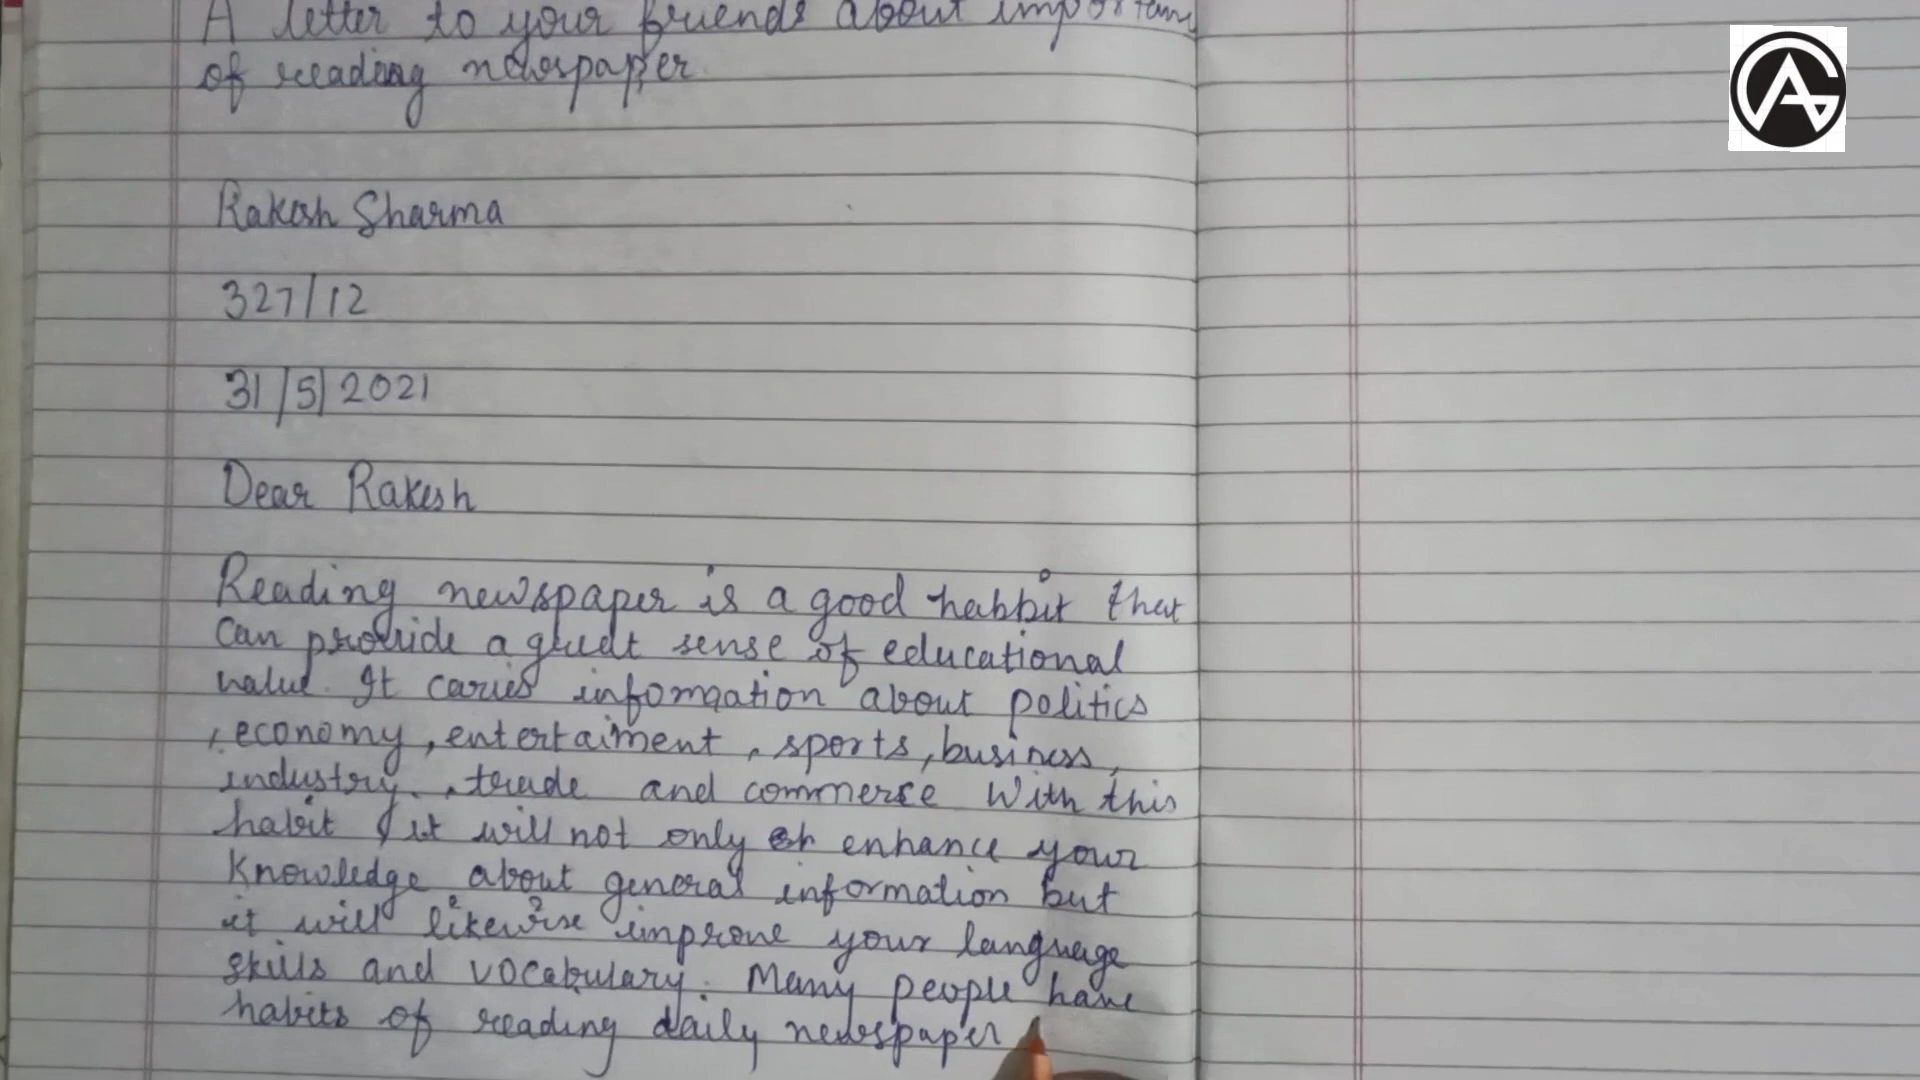 A letter to your friends about importanc
of reading newspaper.
Rakesh Sharma
327/12
31/5/2021
Dear Rakesh
Reading newspaper is a good habbit that
can provide a great sense of educational
value. It caries infomqation about politics
, economy, entertaiment, sports, business,
industry, trade and commerce With this
habit it will not only enhance your
knowledge about general information but
it will likewise improve your language
skills and vocabulary. Many people have
habits of reading daily newspaper